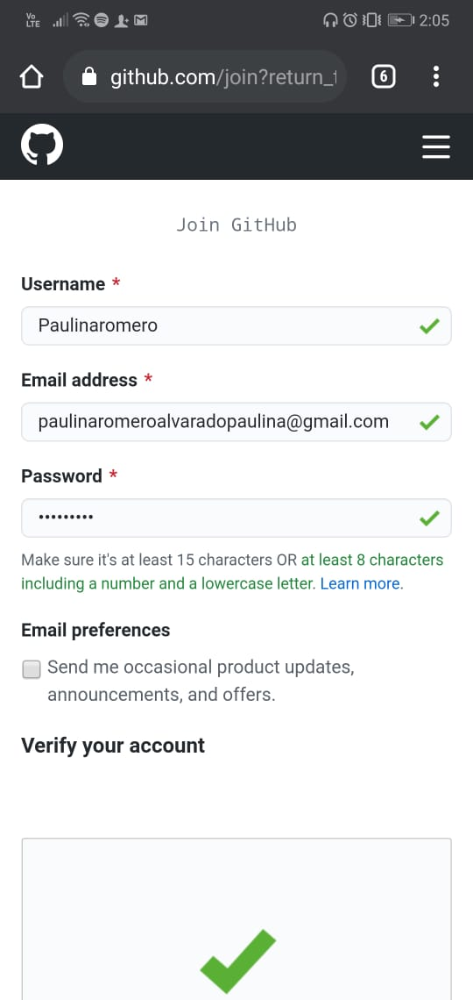 Vo
LTE
2:05
github.com/join?return_
6
Join GitHub
Username *
Paulinaromero
Email address *
paulinaromeroalvaradopaulina@gmail.com
Password *
•••••••••
Make sure it's at least 15 characters OR at least 8 characters
including a number and a lowercase letter. Learn more.
Email preferences
Send me occasional product updates,
announcements, and offers.
Verify your account